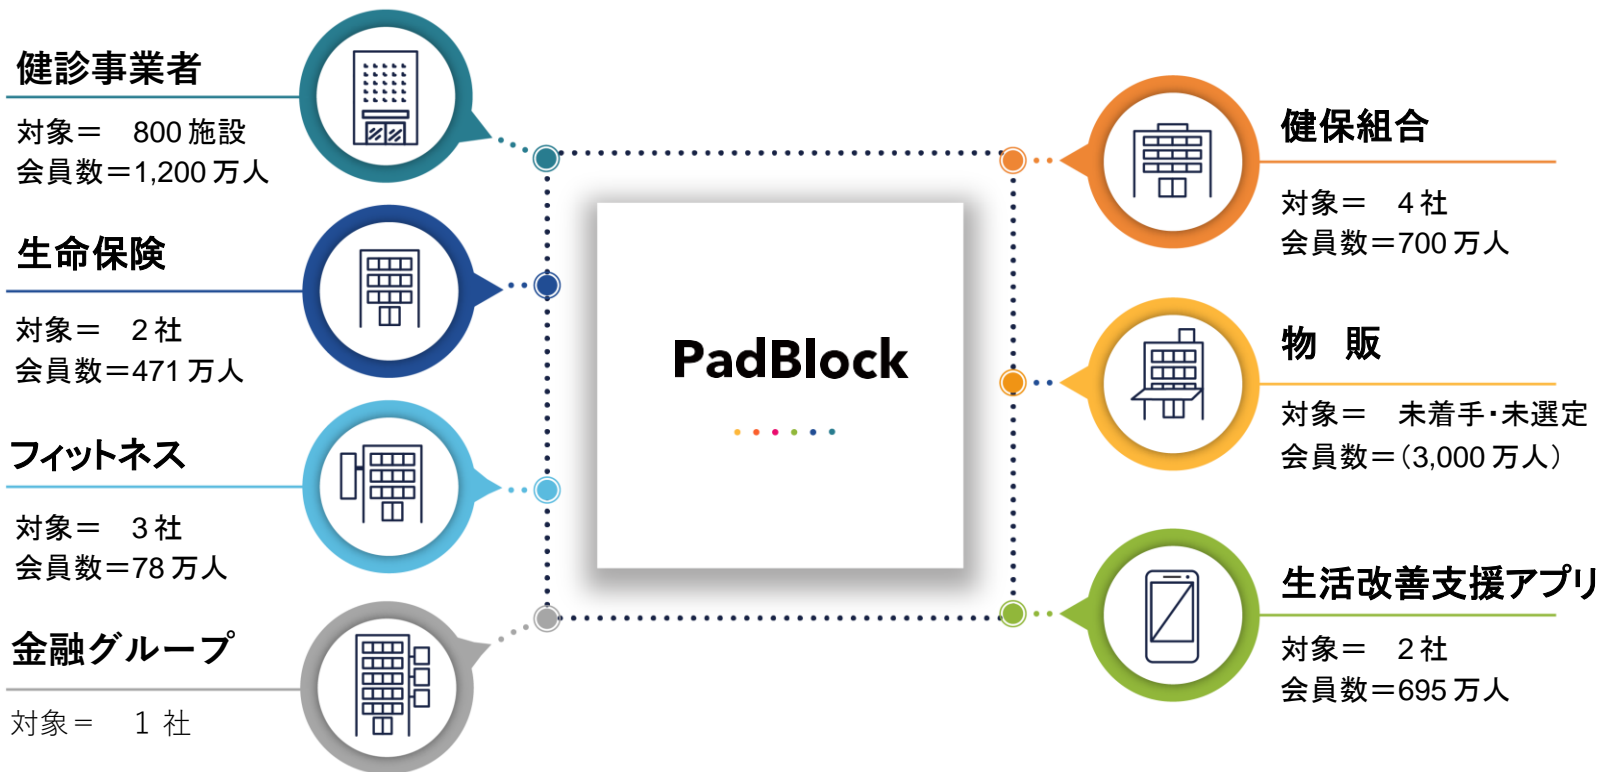 健診事業者
対象＝　800 施設
会員数＝1,200 万人
生命保険
対象＝　2 社
会員数＝471 万人
フィットネス
対象＝　3 社
会員数＝78 万人
金融グループ
対象＝　1 社
PadBlock
健保組合
対象＝　4 社
会員数＝700 万人
物　販
対象＝　未着手・未選定
会員数＝（3,000 万人）
生活改善支援アプリ
対象＝　2 社
会員数＝695 万人